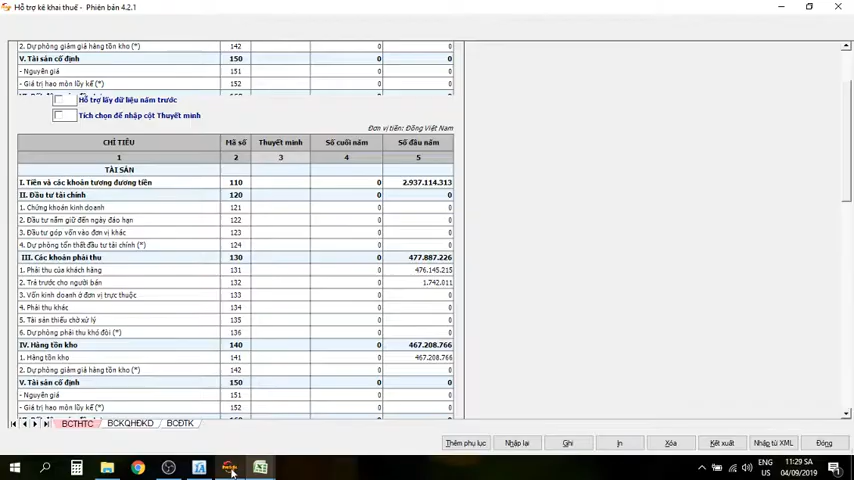 Hỗ trợ kê khai thuế - Phiên bản 4.2.1
2. Dự phòng giảm giá hàng tồn kho (*) 142 0 0
V. Tài sản cố định 150 0 0
- Nguyên giá 151 0 0
- Giá trị hao mòn lũy kế (*) 152 0 0
Hỗ trợ lấy dữ liệu năm trước
Tích chọn để nhập cột Thuyết minh
Đơn vị tiền: Đồng Việt Nam
CHỈ TIÊU Mã số Thuyết minh Số cuối năm Số đầu năm
1 2 3 4 5
TÀI SẢN
I. Tiền và các khoản tương đương tiền 110 0 2.937.114.313
II. Đầu tư tài chính 120 0 0
1. Chứng khoán kinh doanh 121 0 0
2. Đầu tư nắm giữ đến ngày đáo hạn 122 0 0
3. Đầu tư góp vốn vào đơn vị khác 123 0 0
4. Dự phòng tổn thất đầu tư tài chính (*) 124 0 0
III. Các khoản phải thu 130 0 477.887.226
1. Phải thu của khách hàng 131 0 476.145.215
2. Trả trước cho người bán 132 0 1.742.011
3. Vốn kinh doanh ở đơn vị trực thuộc 133 0 0
4. Phải thu khác 134 0 0
5. Tài sản thiếu chờ xử lý 135 0 0
6. Dự phòng phải thu khó đòi (*) 136 0 0
IV. Hàng tồn kho 140 0 467.208.766
1. Hàng tồn kho 141 0 467.208.766
2. Dự phòng giảm giá hàng tồn kho (*) 142 0 0
V. Tài sản cố định 150 0 0
- Nguyên giá 151 0 0
- Giá trị hao mòn lũy kế (*) 152 0 0
BCTHTC BCKQHĐKD BCĐTK
Thêm phụ lục Nhập lại Ghi In Xóa Kết xuất Nhập từ XML Đóng
ENG 11:29 SA
US 04/09/2019